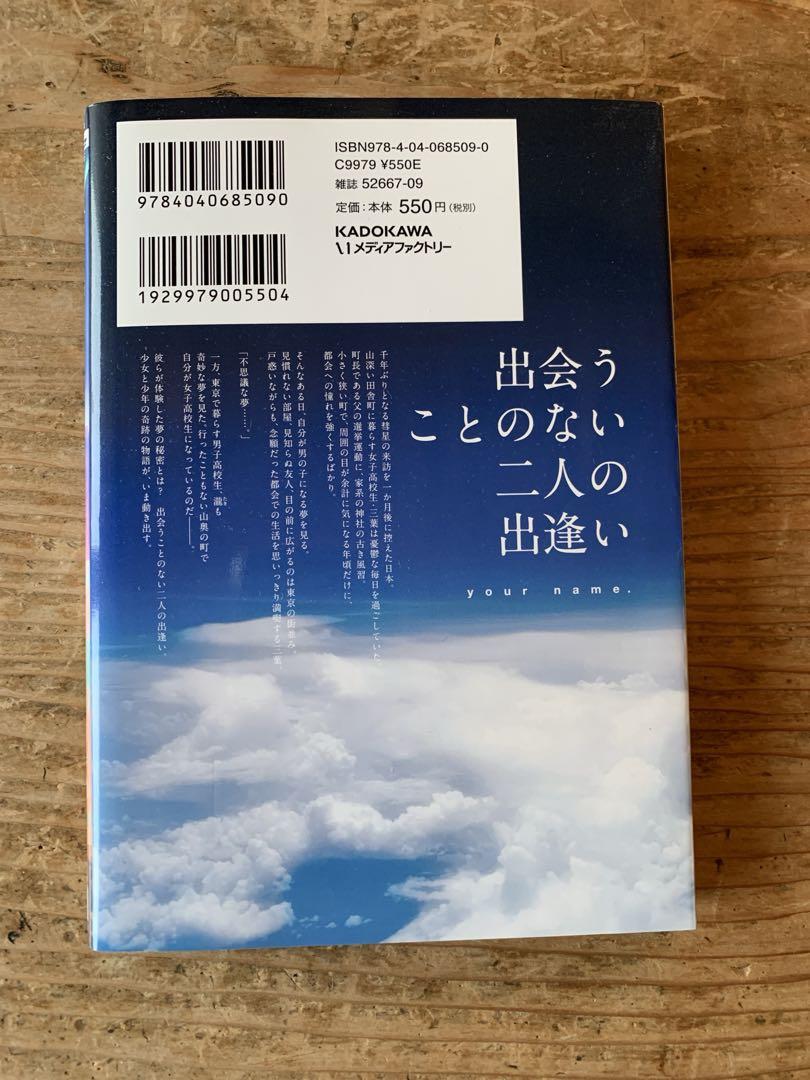 ISBN978-4-04-068509-0
C9979 ¥550E
雑誌 52667-09
定価：本体 550円（税別）
KADOKAWA
メディアファクトリー
9784040685090
1929979005504
出会う
ことのない
二人の
出逢い
your name.
千年ぶりとなる彗星の来訪を一か月後に控えた日本。
山深い田舎町に暮らす女子高校生・三葉は憂鬱な毎日を過ごしていた。
町長である父の選挙運動に、家系の神社の古き風習。
小さく狭い町で、周囲の目が余計に気になる年頃だけに、
都会への憧れを強くするばかり。
そんなある日、自分が男の子になる夢を見る。
見慣れない部屋、見知らぬ友人、目の前に広がるのは東京の街並み。
戸惑いながらも、念願だった都会での生活を思いっきり満喫する三葉。
「不思議な夢……。」
一方、東京で暮らす男子高校生、瀧も
たき
奇妙な夢を見た。行ったこともない山奥の町で
自分が女子高校生になっているのだ――。
彼らが体験した夢の秘密とは？　出会うことのない二人の出逢い。
少女と少年の奇跡の物語が、いま動き出す。